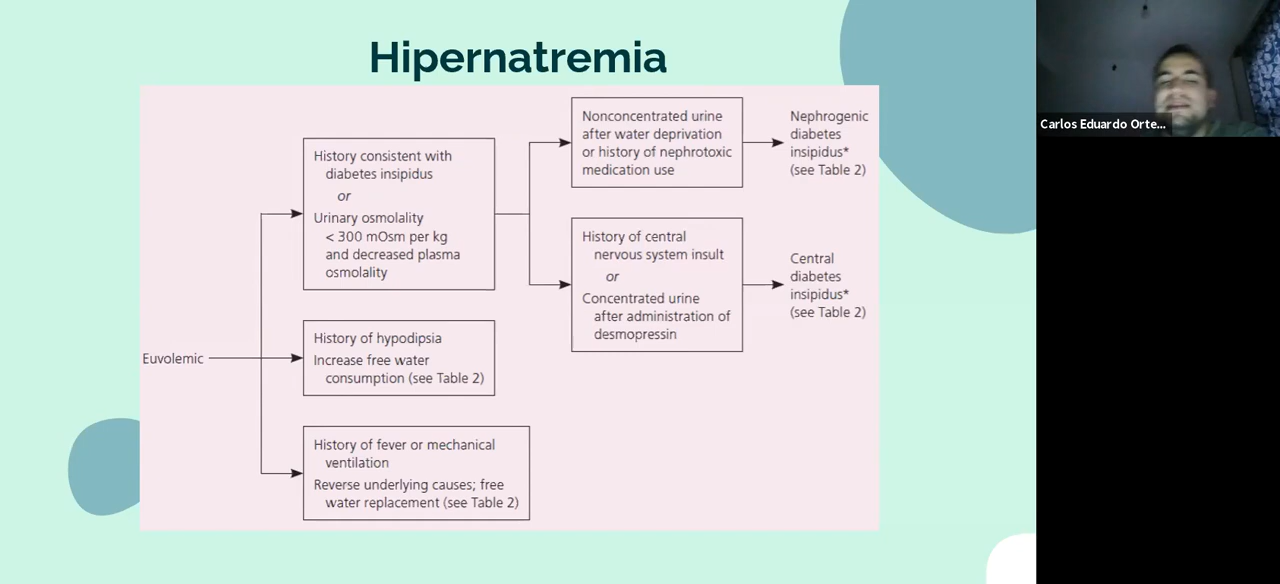 Hipernatremia
Euvolemic
History consistent with
diabetes insipidus
or
Urinary osmolality
< 300 mOsm per kg
and decreased plasma
osmolality
Nonconcentrated urine
after water deprivation
or history of nephrotoxic
medication use
Nephrogenic
diabetes
insipidus*
(see Table 2)
History of central
nervous system insult
or
Concentrated urine
after administration of
desmopressin
Central
diabetes
insipidus*
(see Table 2)
History of hypodipsia
Increase free water
consumption (see Table 2)
History of fever or mechanical
ventilation
Reverse underlying causes; free
water replacement (see Table 2)
Carlos Eduardo Orte...